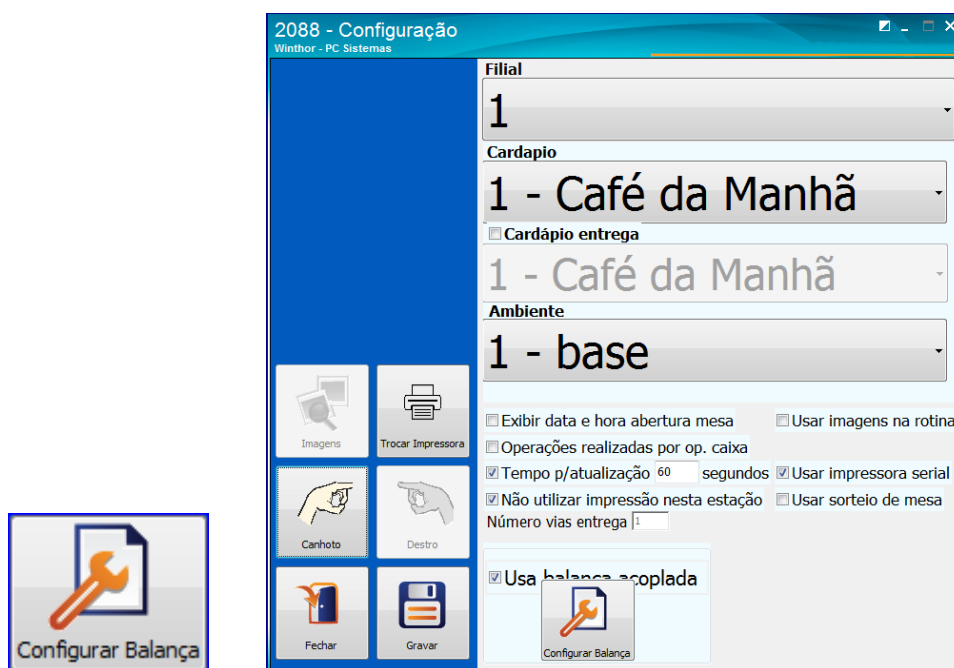 Configurar Balança
2088 - Configuração
Winthor - PC Sistemas
Filial
1
Cardapio
1 - Café da Manhã
Cardápio entrega
1 - Café da Manhã
Ambiente
1 - base
Exibir data e hora abertura mesa
Usar imagens na rotina
Operações realizadas por op. caixa
Tempo p/atualização 60 segundos
Usar impressora serial
Não utilizar impressão nesta estação
Usar sorteio de mesa
Número vias entrega 1
Usa balança acoplada
Configurar Balança
Imagens
Trocar Impressora
Canhoto
Destro
Fechar
Gravar